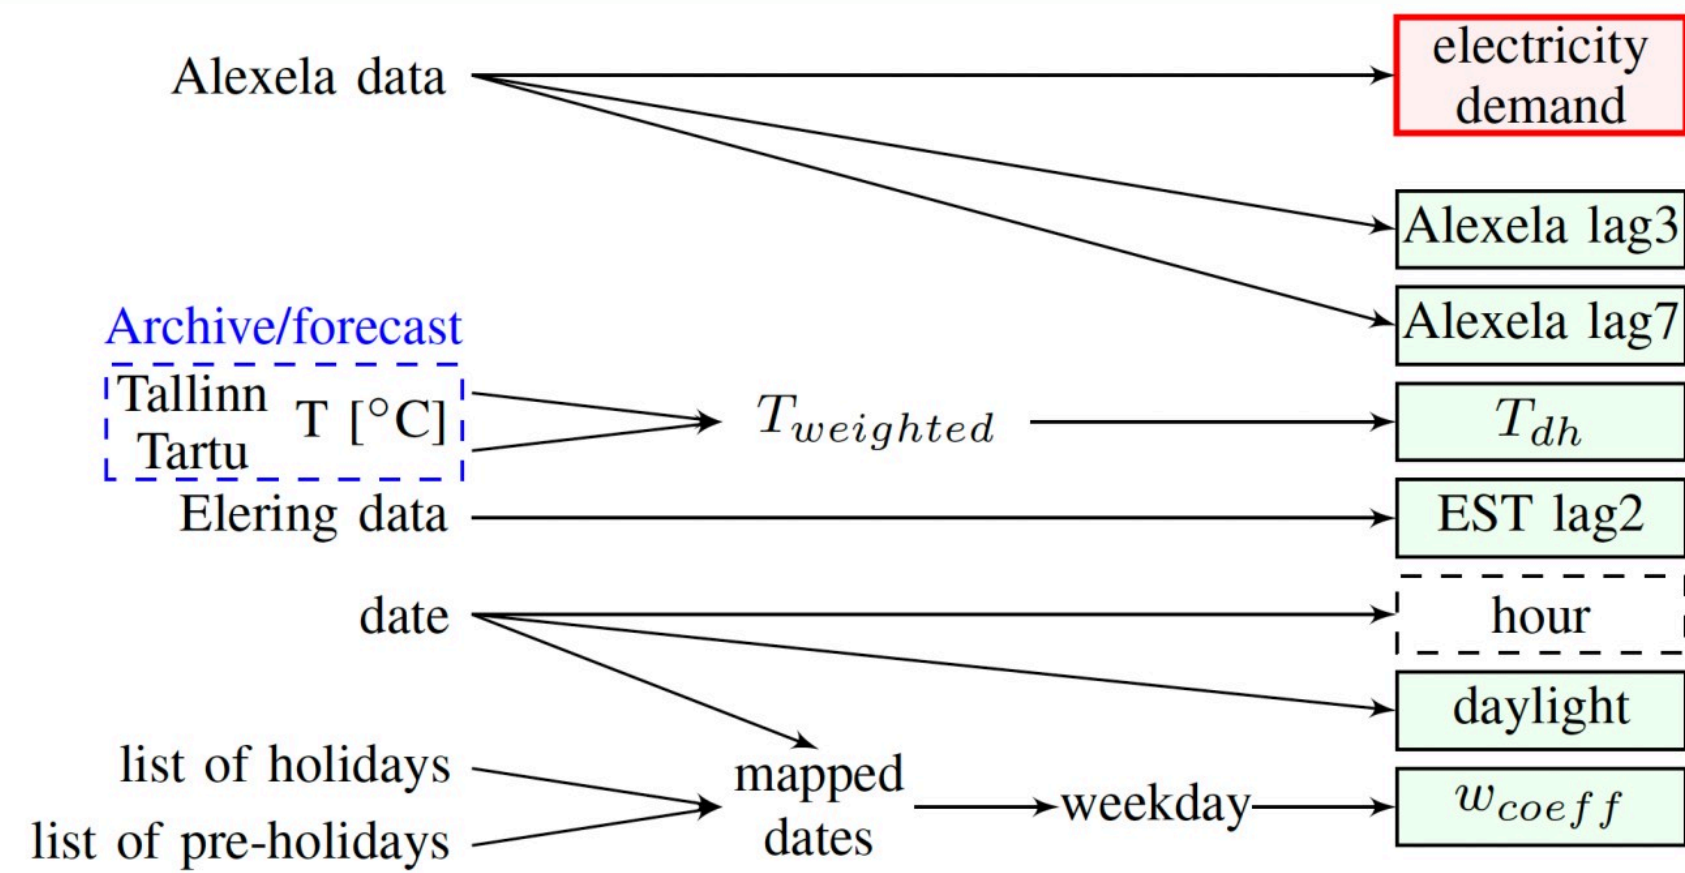 Alexela data
electricity
demand
Alexela lag3
Alexela lag7
Archive/forecast
Tallinn
Tartu
T [°C]
T_weighted
T_dh
Elering data
EST lag2
date
hour
daylight
list of holidays
list of pre-holidays
mapped
dates
weekday
w_coeff